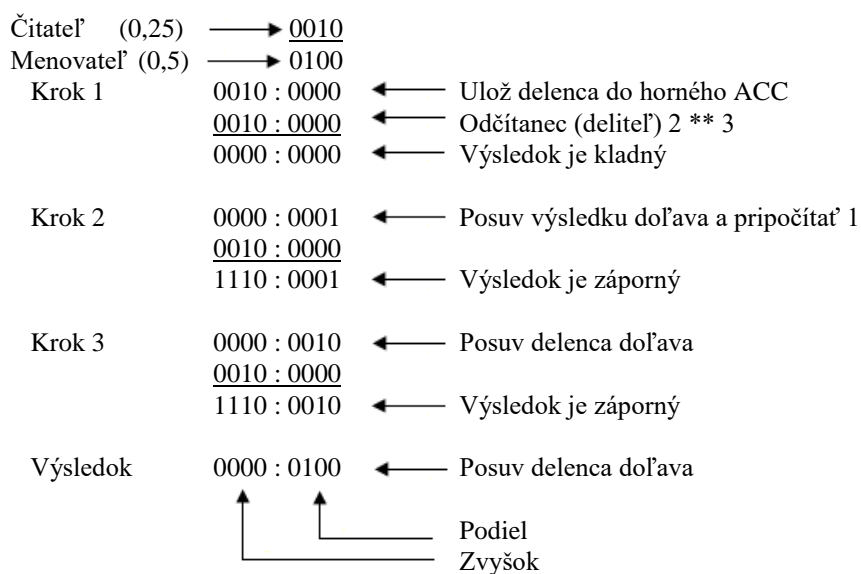 Čitateľ (0,25) 0010
Menovateľ (0,5) 0100
Krok 1 0010 : 0000 Ulož delenca do horného ACC
0010 : 0000 Odčítanec (deliteľ) 2 ** 3
0000 : 0000 Výsledok je kladný
Krok 2 0000 : 0001 Posuv výsledku doľava a pripočítať 1
0010 : 0000
1110 : 0001 Výsledok je záporný
Krok 3 0000 : 0010 Posuv delenca doľava
0010 : 0000
1110 : 0010 Výsledok je záporný
Výsledok 0000 : 0100 Posuv delenca doľava
Podiel
Zvyšok